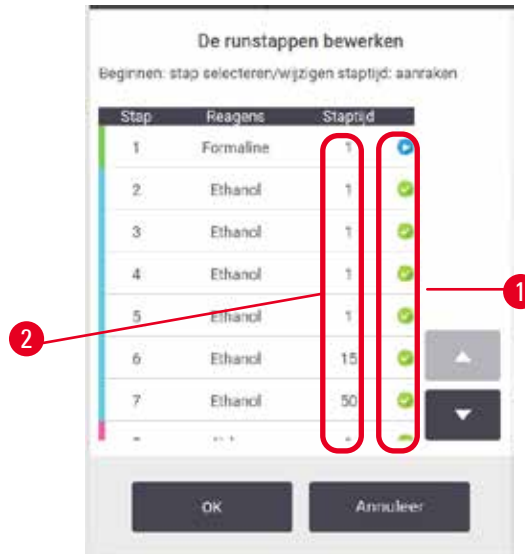 De runstappen bewerken
Beginnen: stap selecteren/wijzigen staptijd: aanraken
Stap Reagens Staptijd
1 Formaline 1
2 Ethanol 1
3 Ethanol 1
4 Ethanol 1
5 Ethanol 1
6 Ethanol 15
7 Ethanol 50
1
2
OK Annuleer